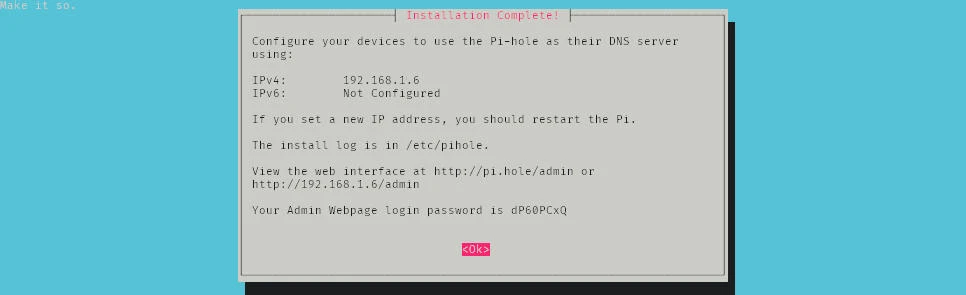 Make it so.
Installation Complete!
Configure your devices to use the Pi-hole as their DNS server
using:
IPv4: 192.168.1.6
IPv6: Not Configured
If you set a new IP address, you should restart the Pi.
The install log is in /etc/pihole.
View the web interface at http://pi.hole/admin or
http://192.168.1.6/admin
Your Admin Webpage login password is dP60PCxQ
<Ok>